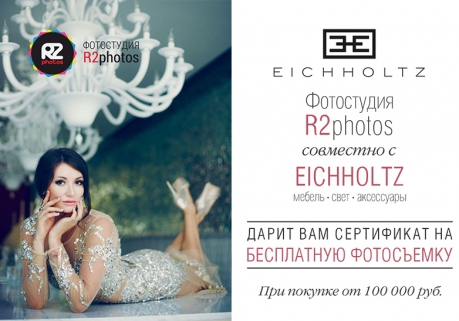 R2
photos
ФОТОСТУДИЯ
R2photos
EICHHOLTZ
Фотостудия
R2photos
совместно с
EICHHOLTZ
мебель • свет • аксессуары
ДАРИТ ВАМ СЕРТИФИКАТ НА
БЕСПЛАТНУЮ ФОТОСЪЕМКУ
При покупке от 100 000 руб.